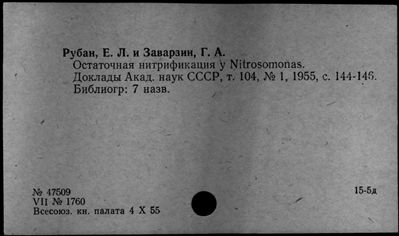 Рубан, Е. Л. и Заварзин, Г. А.
Остаточная нитрификация у Nitrosomonas.
Доклады Акад. наук СССР, т. 104, № 1, 1955, с. 144-146.
Библиогр: 7 назв.
№ 47509
VII № 1760
Всесоюз. кн. палата 4 X 55
15-5д